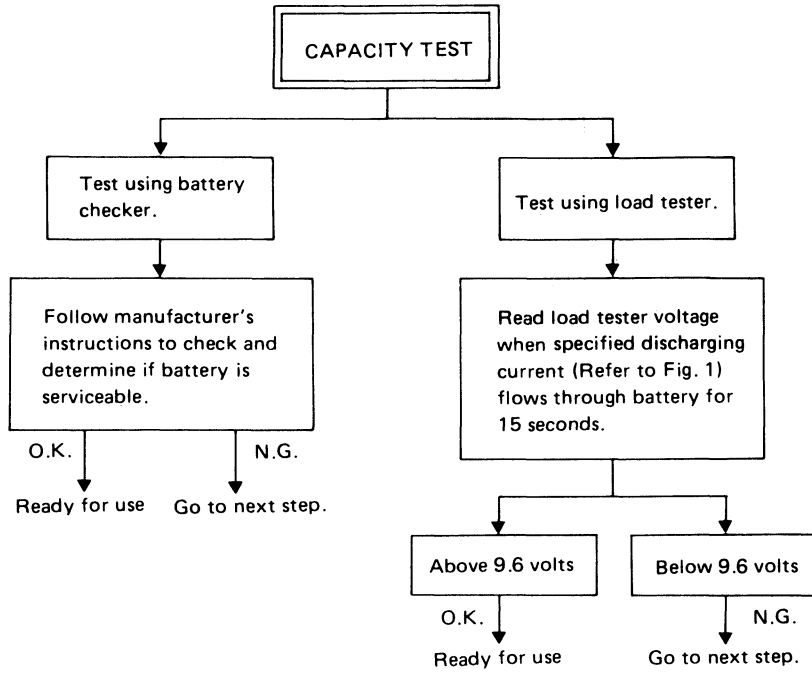 CAPACITY TEST
Test using battery
checker.
Follow manufacturer's
instructions to check and
determine if battery is
serviceable.
O.K.
N.G.
Ready for use
Go to next step.
Test using load tester.
Read load tester voltage
when specified discharging
current (Refer to Fig. 1)
flows through battery for
15 seconds.
Above 9.6 volts
Below 9.6 volts
O.K.
N.G.
Ready for use
Go to next step.